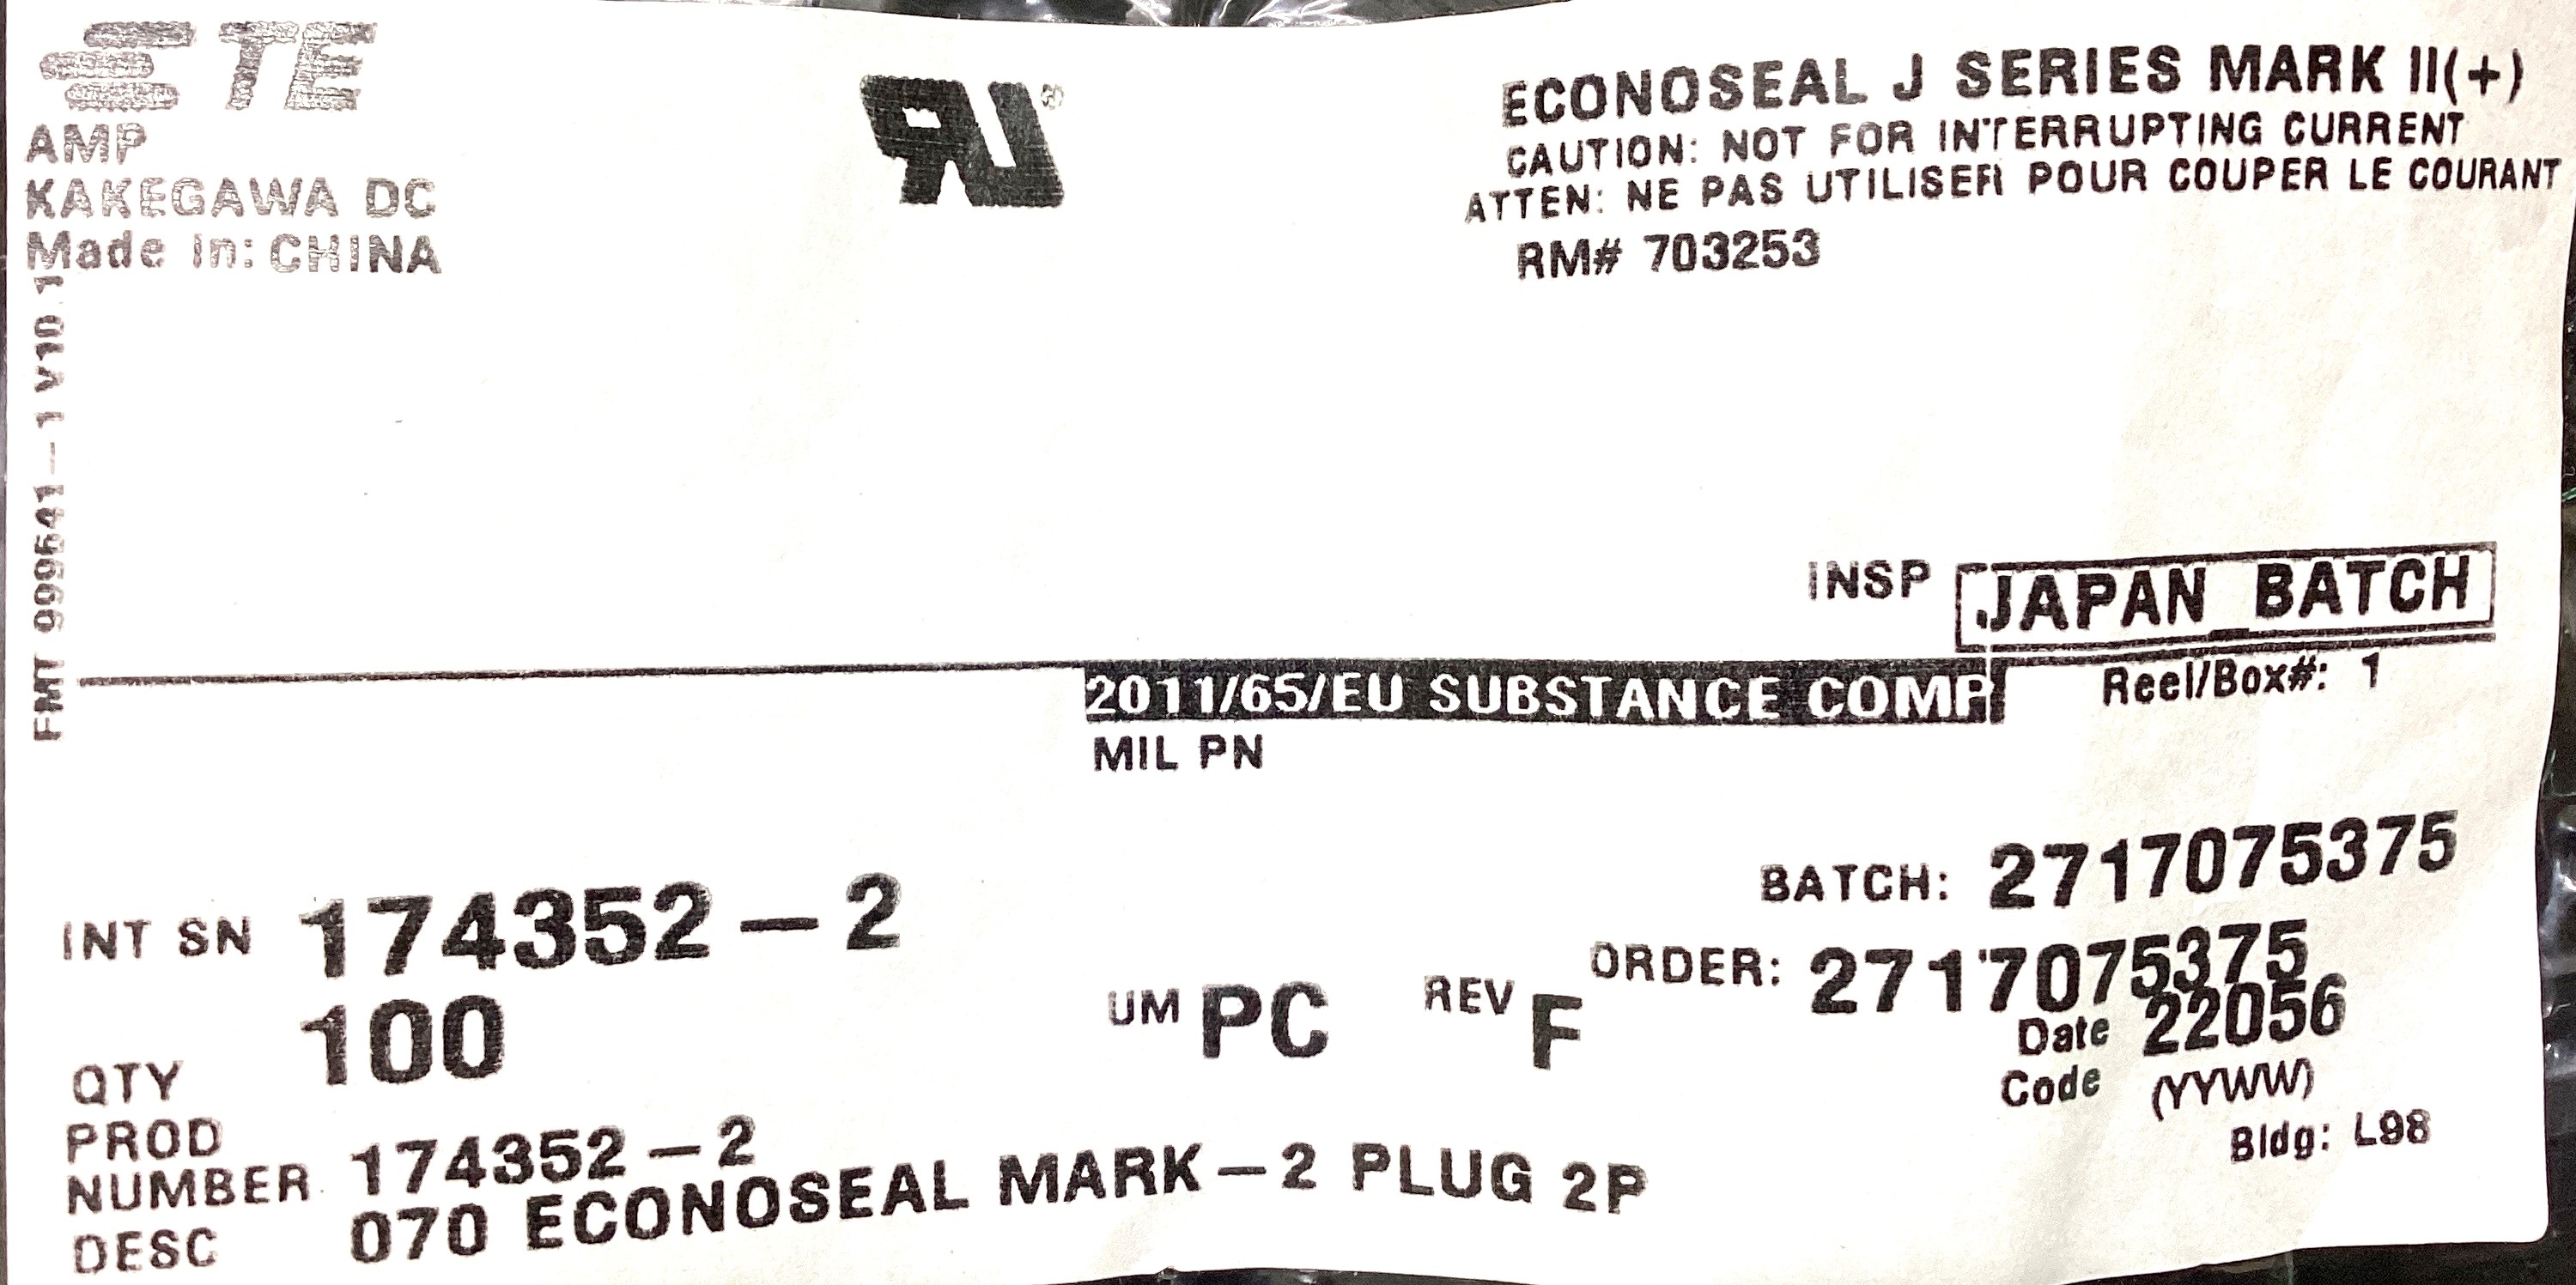 TE
AMP
KAKEGAWA DC
Made In: CHINA
FMT 999641-1 V10.1
ECONOSEAL J SERIES MARK II(+)
CAUTION: NOT FOR INTERRUPTING CURRENT
ATTEN: NE PAS UTILISER POUR COUPER LE COURANT
RM# 703253
INSP JAPAN_BATCH
2011/65/EU SUBSTANCE COMP
Reel/Box#: 1
MIL PN
BATCH: 2717075375
INT SN 174352-2
ORDER: 2717075375
QTY 100
UM PC
REV F
Date Code 22056
(YYWW)
Bldg: L98
PROD NUMBER 174352-2
DESC 070 ECONOSEAL MARK-2 PLUG 2P